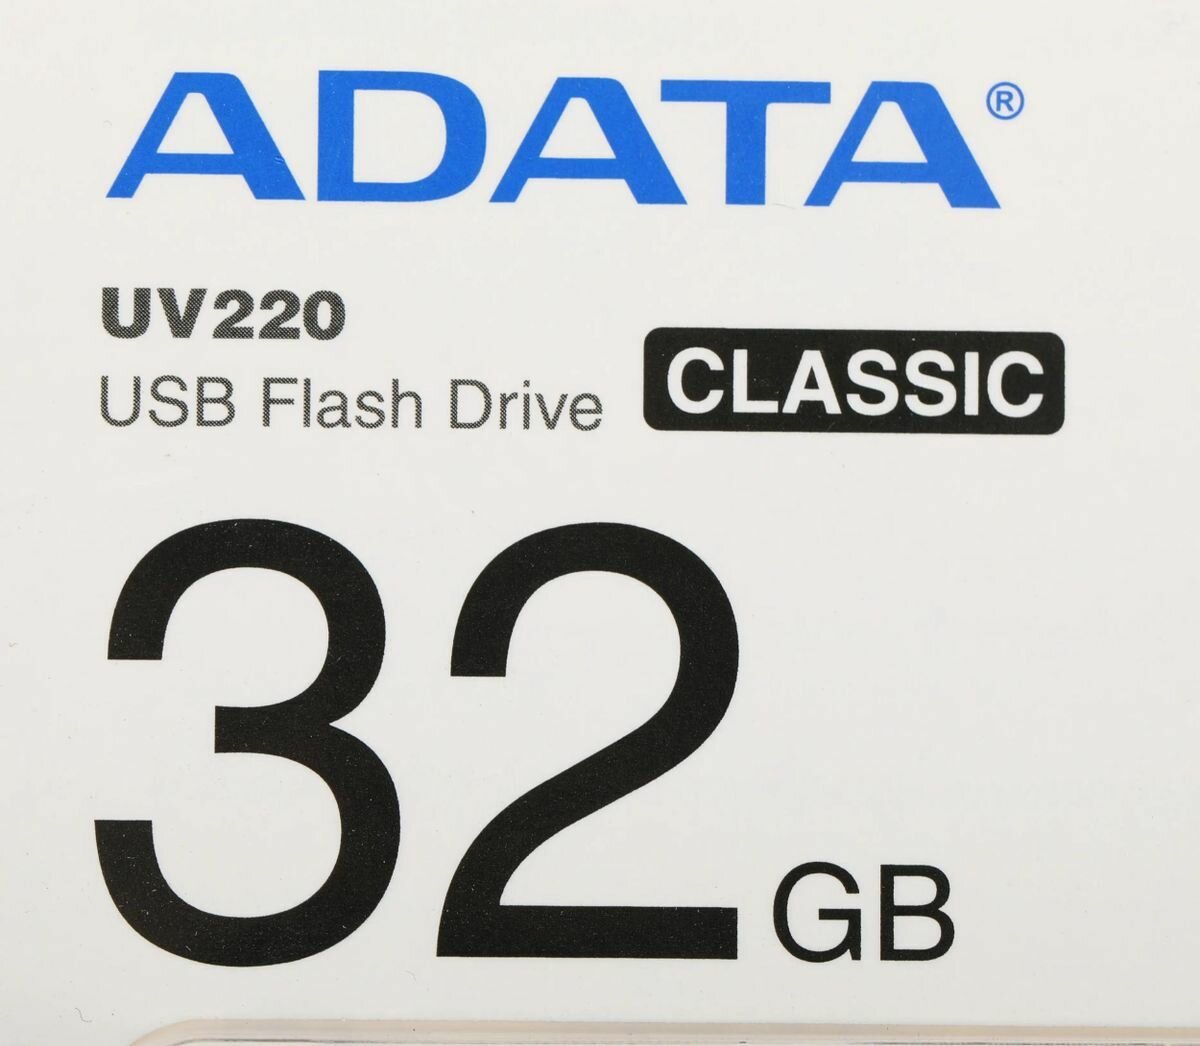 ADATA®
UV220
USB Flash Drive CLASSIC
32 GB